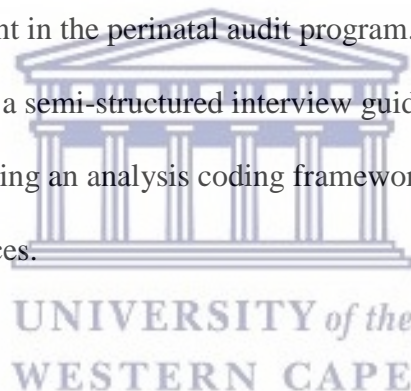 nt in the perinatal audit program.
a semi-structured interview guid
ing an analysis coding framewor
ces.
UNIVERSITY of the
WESTERN CAPE